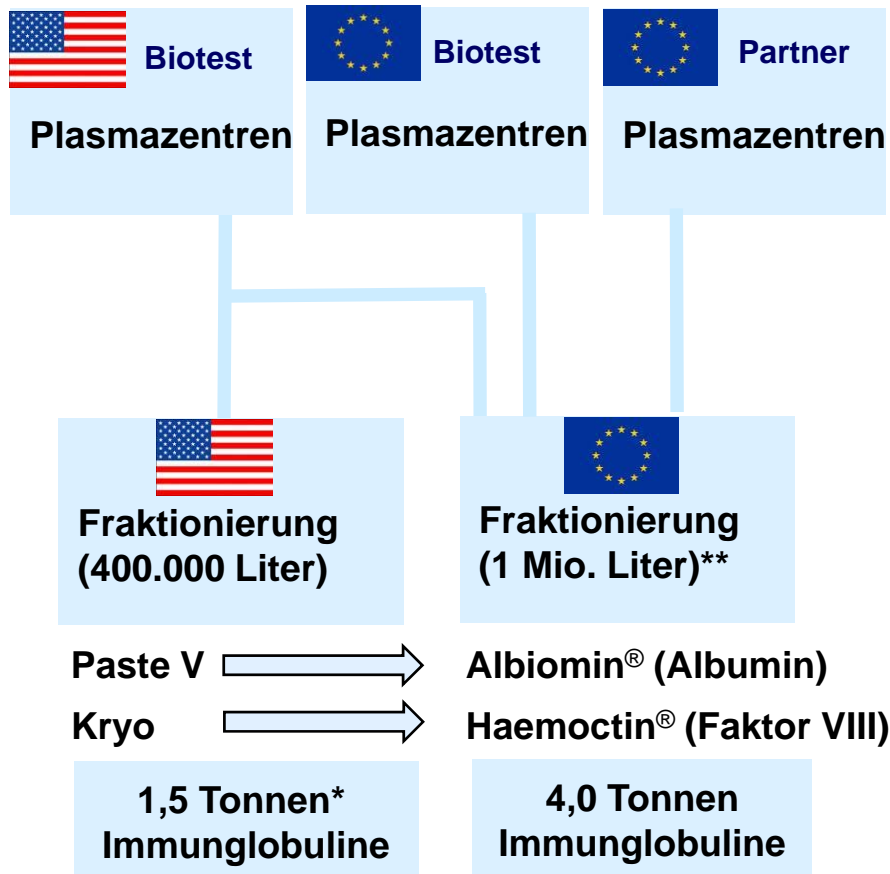 Biotest
Plasmazentren
Biotest
Plasmazentren
Partner
Plasmazentren
Fraktionierung
(400.000 Liter)
Fraktionierung
(1 Mio. Liter)**
Paste V
Albiomin® (Albumin)
Kryo
Haemoctin® (Faktor VIII)
1,5 Tonnen*
Immunglobuline
4,0 Tonnen
Immunglobuline